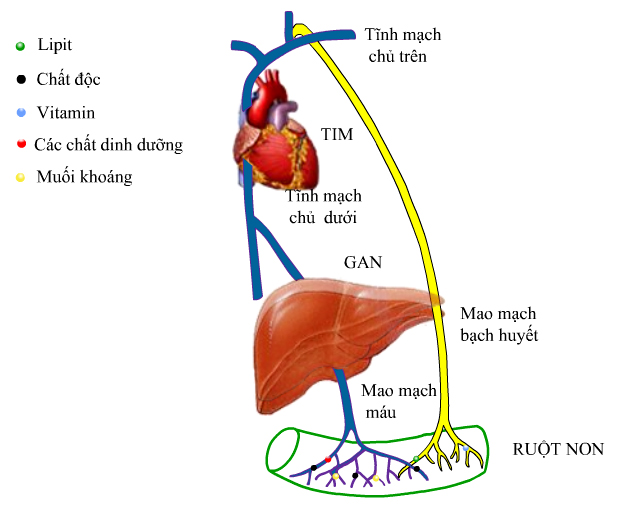 Lipit
Chất độc
Vitamin
Các chất dinh dưỡng
Muối khoáng
Tĩnh mạch
chủ trên
TIM
Tĩnh mạch
chủ dưới
GAN
Mao mạch
bạch huyết
Mao mạch
máu
RUỘT NON